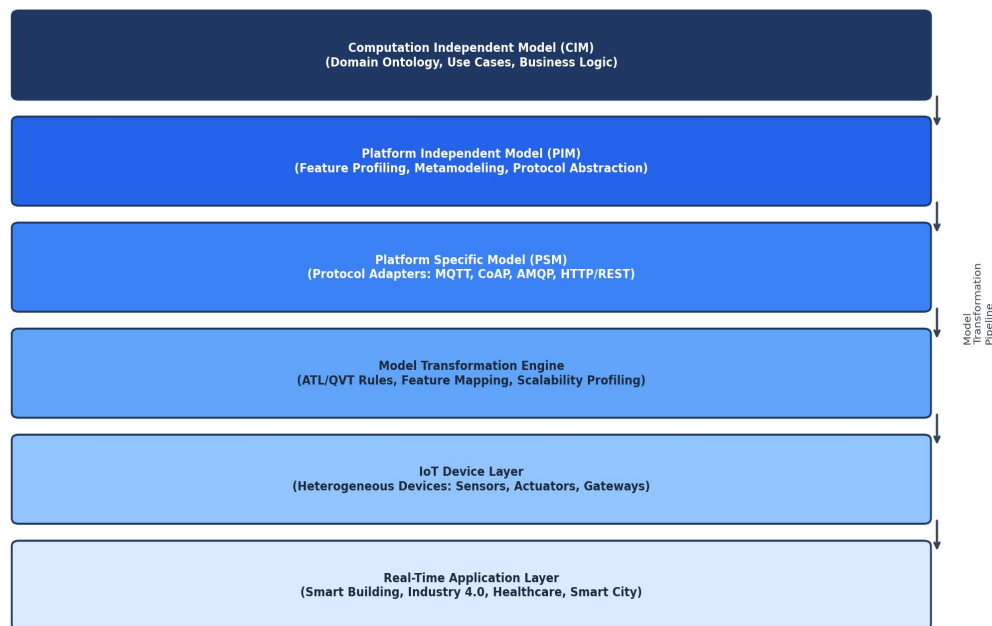 Computation Independent Model (CIM)
(Domain Ontology, Use Cases, Business Logic)
Platform Independent Model (PIM)
(Feature Profiling, Metamodeling, Protocol Abstraction)
Platform Specific Model (PSM)
(Protocol Adapters: MQTT, CoAP, AMQP, HTTP/REST)
Model Transformation Engine
(ATL/QVT Rules, Feature Mapping, Scalability Profiling)
IoT Device Layer
(Heterogeneous Devices: Sensors, Actuators, Gateways)
Real-Time Application Layer
(Smart Building, Industry 4.0, Healthcare, Smart City)
Model
Transformation
Pipeline